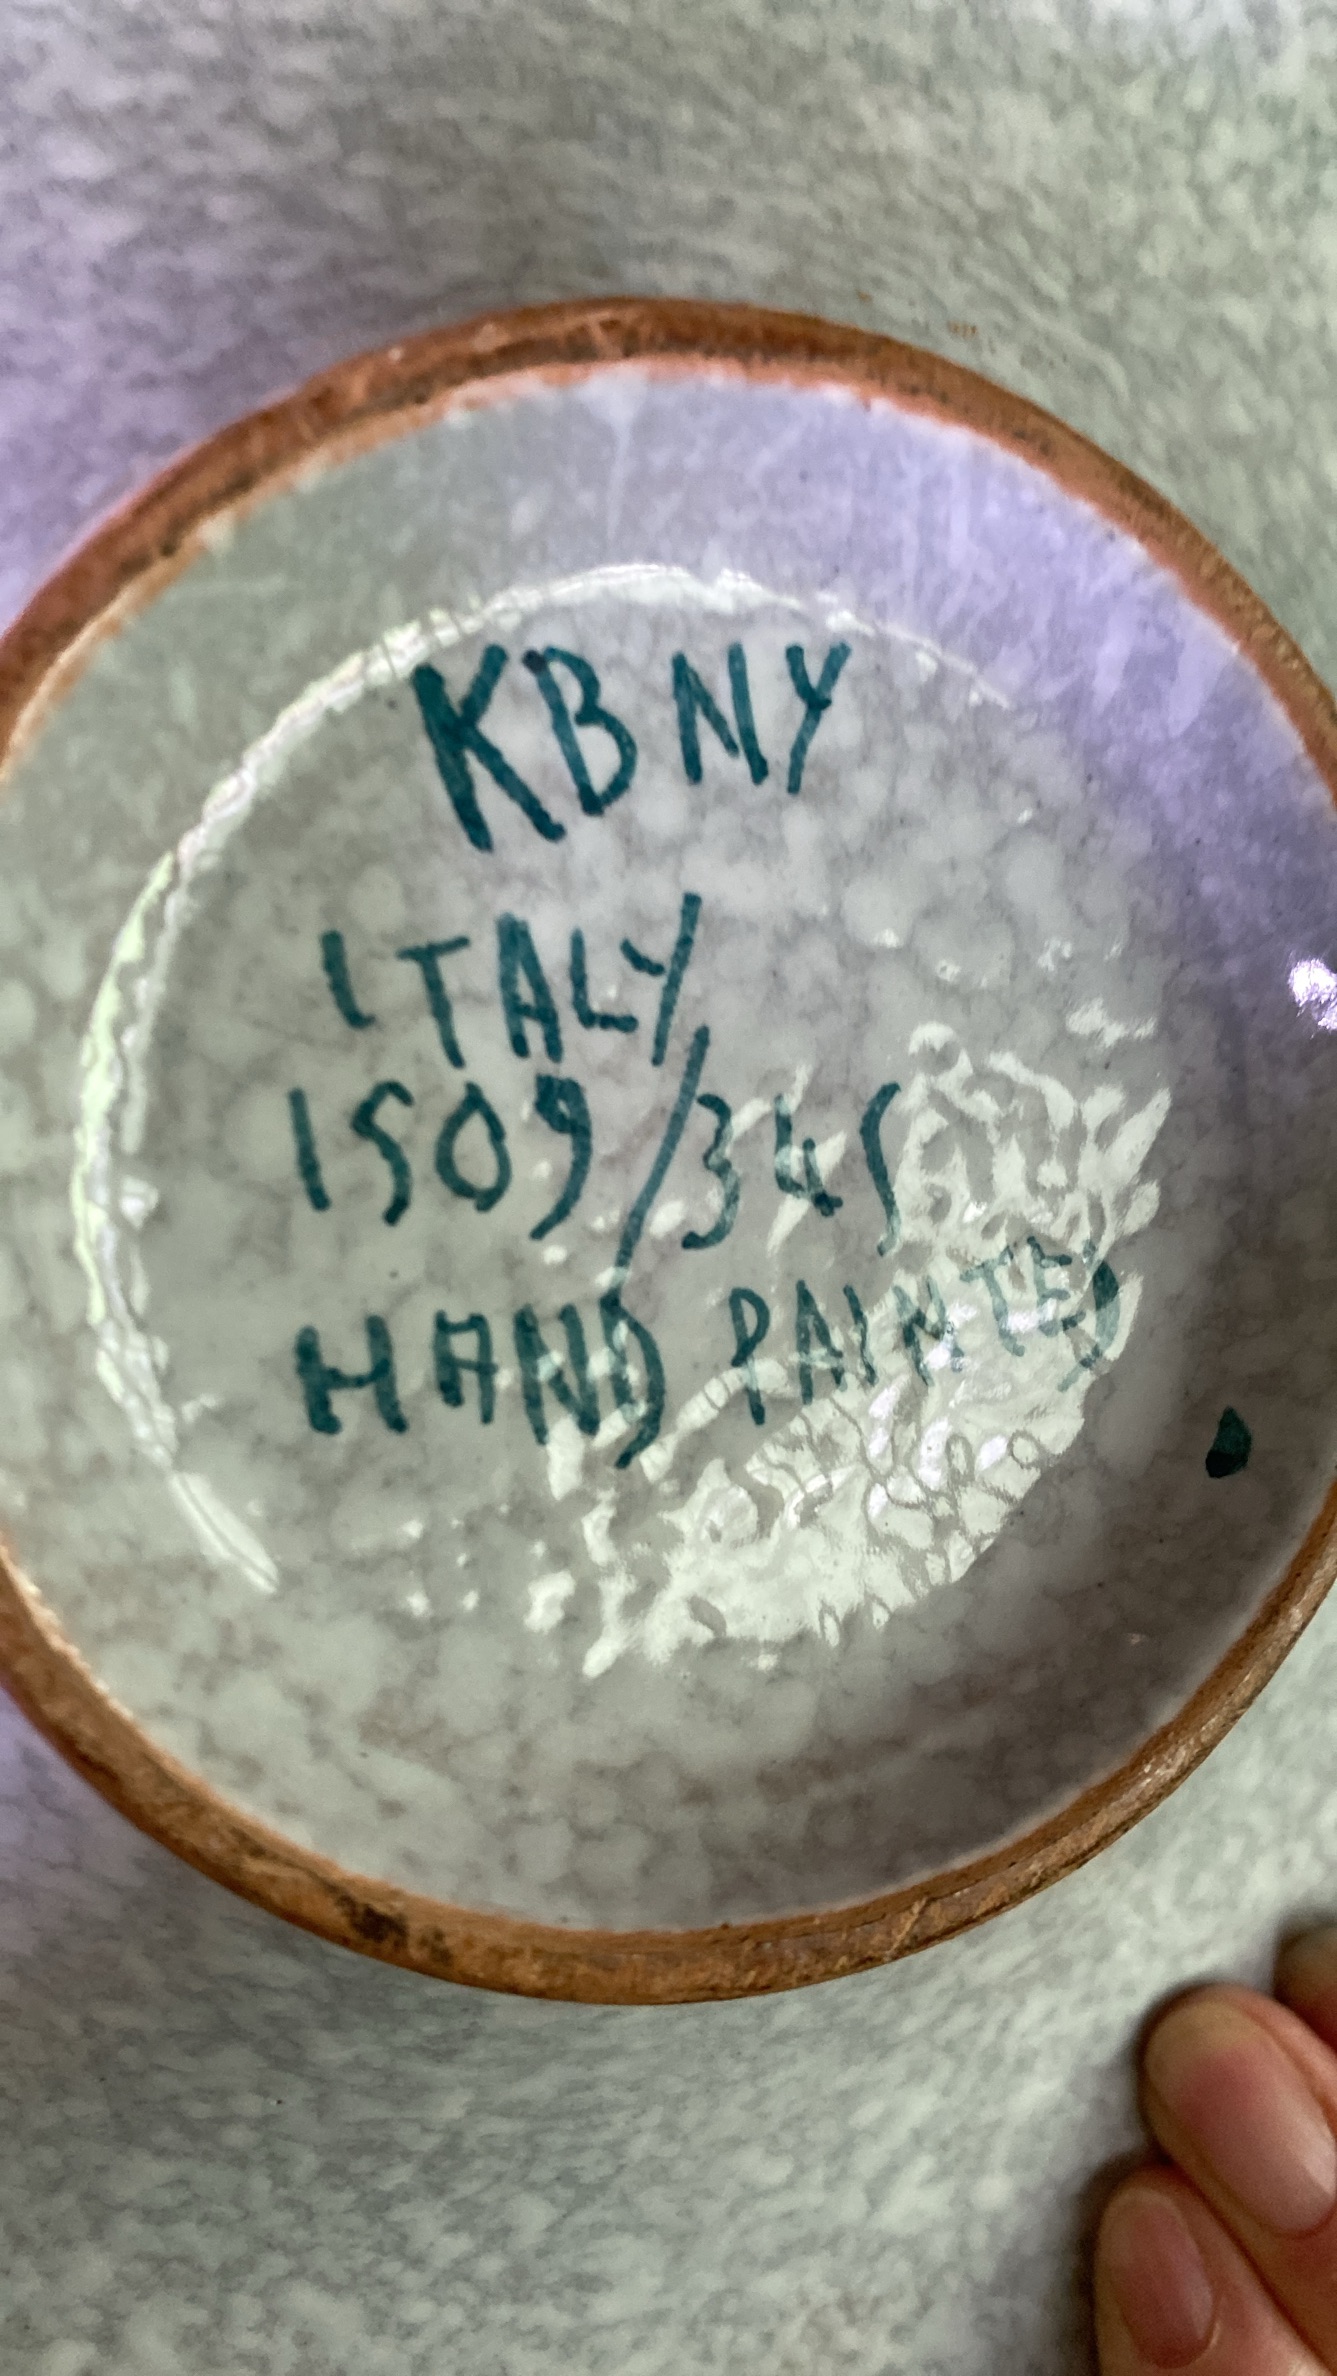 KBNY
ITALY
1509/345
HAND PAINTED